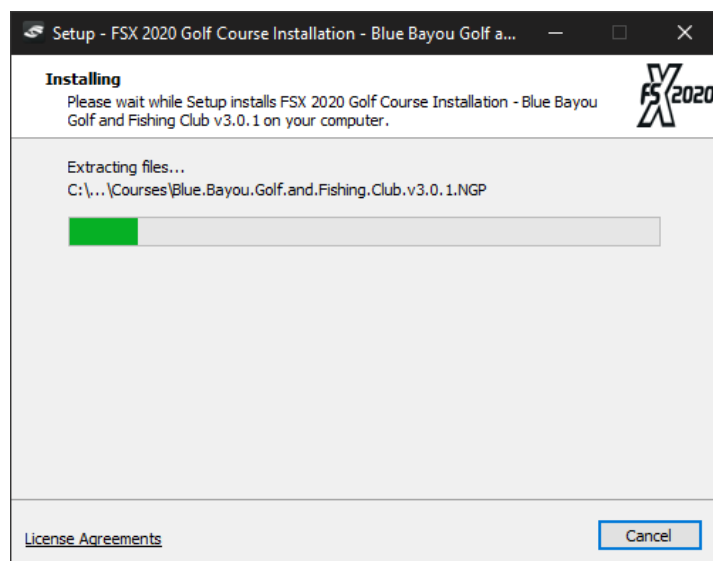 Setup - FSX 2020 Golf Course Installation - Blue Bayou Golf a...
Installing
Please wait while Setup installs FSX 2020 Golf Course Installation - Blue Bayou
Golf and Fishing Club v3.0.1 on your computer.
FSX 2020
Extracting files...
C:\...\Courses\Blue.Bayou.Golf.and.Fishing.Club.v3.0.1.NGP
License Agreements
Cancel